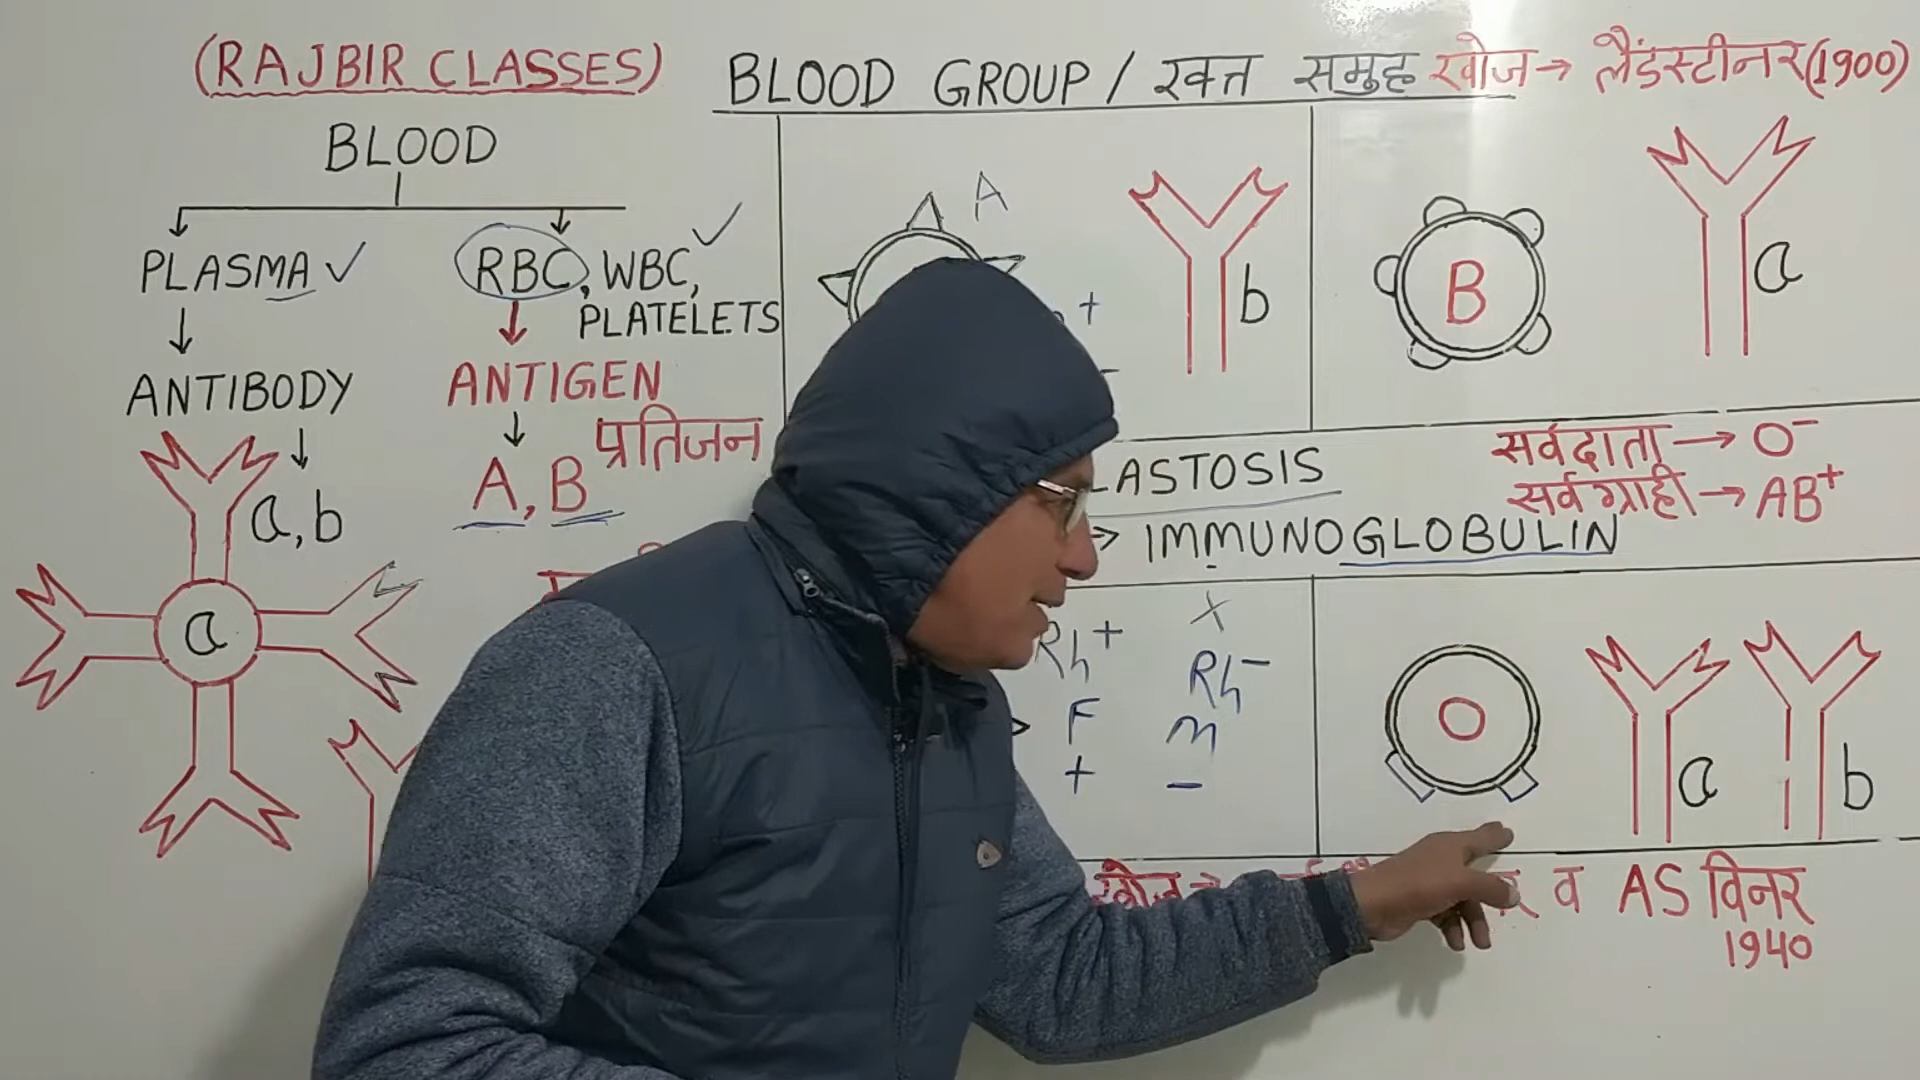 (RAJBIR CLASSES)
BLOOD GROUP / रक्त समुह खोज → लैंडस्टीनर (1900)
BLOOD
PLASMA ✓
RBC, WBC, ✓
PLATELETS
ANTIBODY
ANTIGEN
प्रतिजन
a, b
A, B
a
A
+
b
B
a
LASTOSIS
→ IMMUNOGLOBULIN
सर्वदाता → O⁻
सर्वग्राही → AB⁺
Rh⁺
X
Rh⁻
F
m
+
−
O
a
b
खोज →
व AS विनर
1940